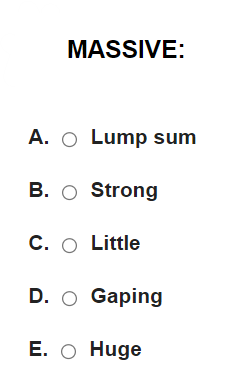 MASSIVE:
A. Lump sum
B. Strong
C. Little
D. Gaping
E. Huge